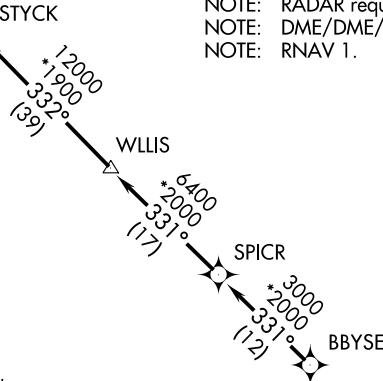 STYCK
NOTE: RADAR requ
NOTE: DME/DME/
NOTE: RNAV 1.
12000
*1900
332°
(39)
WLLIS
6400
*2000
331°
(17)
SPICR
3000
*2000
331°
(12)
BBYSE